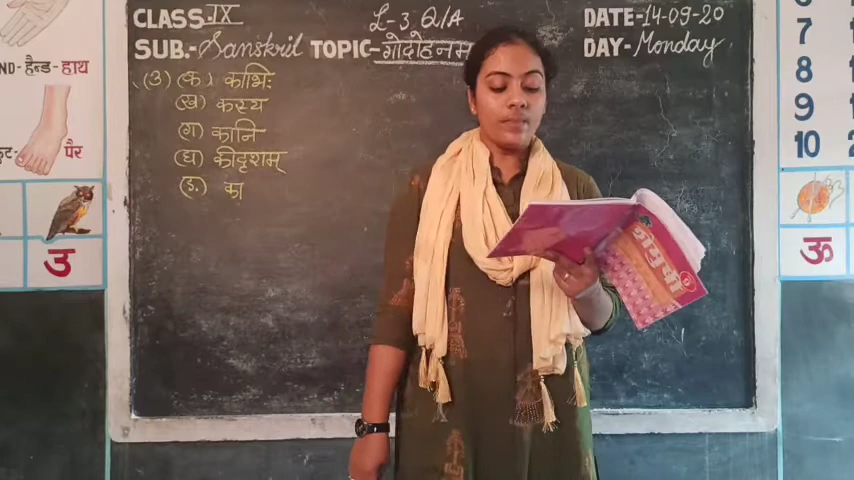 CLASS- IX
SUB.- Sanskrit
TOPIC- L-3 Q/A
गोदोहनम्
DATE- 14-09-20
DAY- Monday
(3) (क) काभिः
(ख) कस्य
(ग) कानि
(घ) कीदृशम्
(ङ.) का
हैण्ड-हाथ
पैर
उ
7
8
9
10
ऊ
शेमुषी